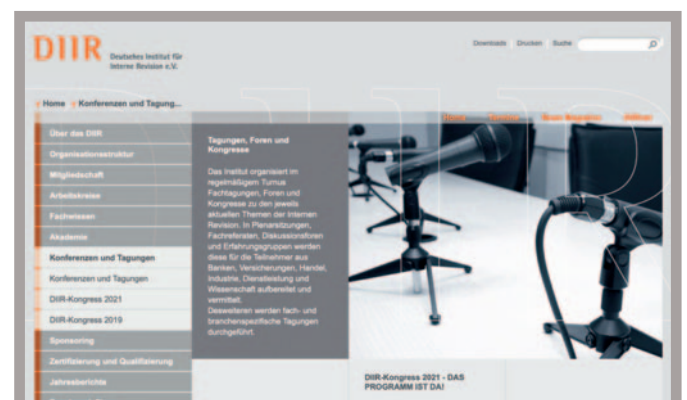 DIIR
Deutsches Institut für
Interne Revision e.V.
Downloads Drucken Suche
Home Konferenzen und Tagung...
Über das DIIR
Organisationsstruktur
Mitgliedschaft
Arbeitskreise
Fachwissen
Akademie
Konferenzen und Tagungen
Konferenzen und Tagungen
DIIR-Kongress 2021
DIIR-Kongress 2019
Sponsoring
Zertifizierung und Qualifizierung
Jahresberichte
Tagungen, Foren und
Kongresse
Das Institut organisiert im
regelmäßigem Turnus
Fachtagungen, Foren und
Kongresse zu den jeweils
aktuellen Themen der Internen
Revision. In Plenarsitzungen,
Fachreferaten, Diskussionsforen
und Erfahrungsgruppen werden
diese für die Teilnehmer aus
Banken, Versicherungen, Handel,
Industrie, Dienstleistung und
Wissenschaft aufbereitet und
vermittelt.
Desweiteren werden fach- und
branchenspezifische Tagungen
durchgeführt.
DIIR-Kongress 2021 - DAS
PROGRAMM IST DA!